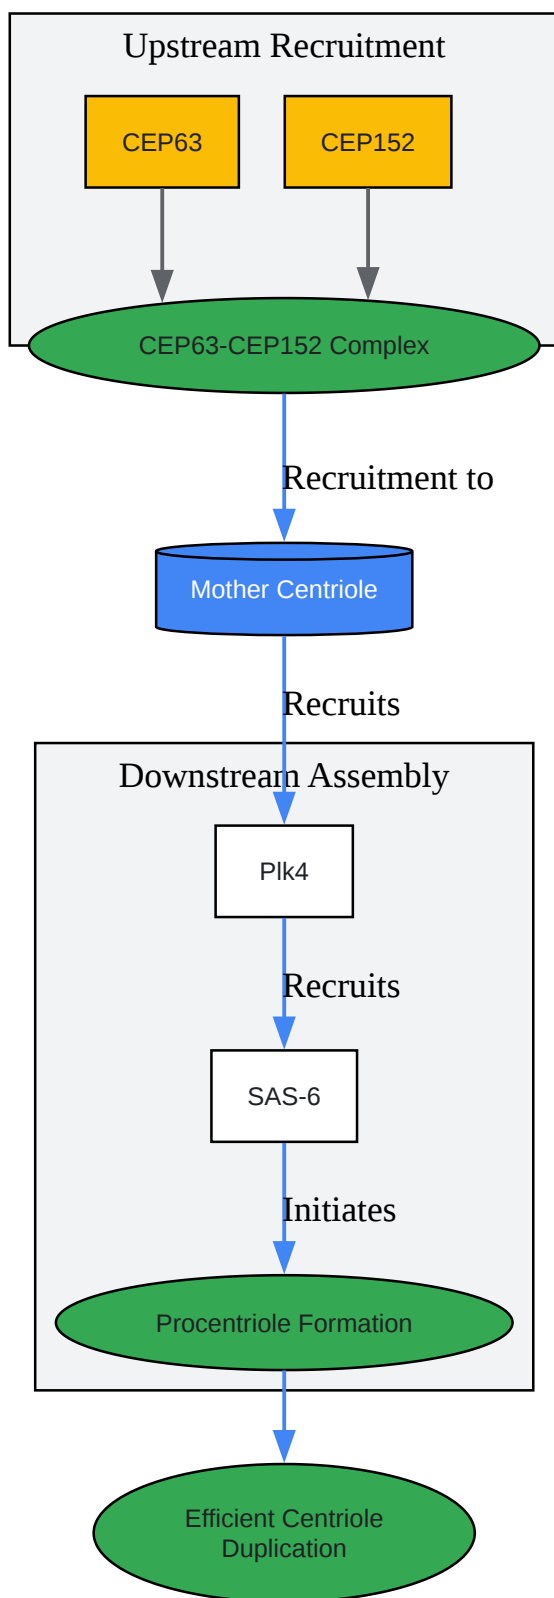 Upstream Recruitment
CEP63
CEP152
CEP63-CEP152 Complex
Recruitment to
Mother Centriole
Recruits
Downstream Assembly
Plk4
Recruits
SAS-6
Initiates
Procentriole Formation
Efficient Centriole
Duplication